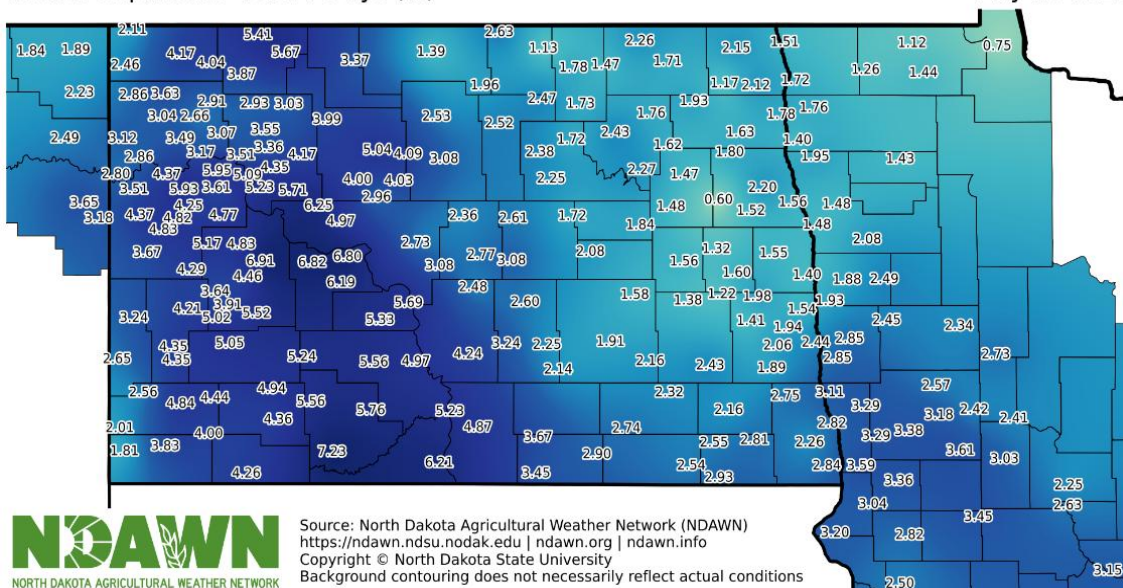 2.11 5.41 2.63
1.84 1.89 4.17 4.04 5.67 3.37 1.39 1.13 2.26 2.15 1.51 1.12 0.75
2.46 3.87 1.96 1.78 1.47 1.71 1.17 2.12 1.72 1.26 1.44
2.23 2.86 3.63 2.91 2.93 3.03 2.47 1.73 1.93
3.04 2.66 3.99 2.53 2.52 1.76 1.78 1.76
2.49 3.12 3.49 3.07 3.55 1.72 2.43 1.63 1.40
2.86 3.17 3.51 3.36 4.17 5.04 4.09 3.08 2.38 1.62 1.80 1.95 1.43
2.80 4.37 5.95 5.09 4.35 4.00 4.03 2.25 2.27 1.47
3.51 5.93 3.61 5.23 5.71 2.96 2.20
3.65 4.25 6.25 1.48 0.60 1.52 1.56 1.48
3.18 4.37 4.82 4.77 4.97 2.36 2.61 1.72 1.84 1.48
4.83
3.67 5.17 4.83 2.73 2.77 3.08 2.08 1.32 1.55 2.08
4.29 6.91 6.82 6.80 3.08 1.56
4.46 6.19 2.48 1.60 1.40 1.88 2.49
3.64 5.69 2.60 1.58 1.38 1.22 1.98 1.93
3.24 4.21 3.91 5.02 5.52 5.33 1.41 1.54 1.94 2.45 2.34
4.35 5.05 3.24 2.25 1.91 2.06 2.44 2.85
2.65 4.35 5.24 5.56 4.97 4.24 2.14 2.16 2.43 1.89 2.85 2.73
2.56 4.84 4.44 4.94 5.56 2.32 2.75 3.11 2.57
4.36 5.76 5.23 2.16 3.29 3.18 2.42 2.41
2.01 4.00 4.87 3.67 2.74 2.82 3.29 3.38
1.81 3.83 7.23 2.90 2.55 2.81 2.26 3.61 3.03
4.26 6.21 3.45 2.54 2.93 2.84 3.59 3.36 2.25
3.04 3.45 2.63
3.20 2.82
3.15
2.50
NDAWN
NORTH DAKOTA AGRICULTURAL WEATHER NETWORK
Source: North Dakota Agricultural Weather Network (NDAWN)
https://ndawn.ndsu.nodak.edu | ndawn.org | ndawn.info
Copyright © North Dakota State University
Background contouring does not necessarily reflect actual conditions